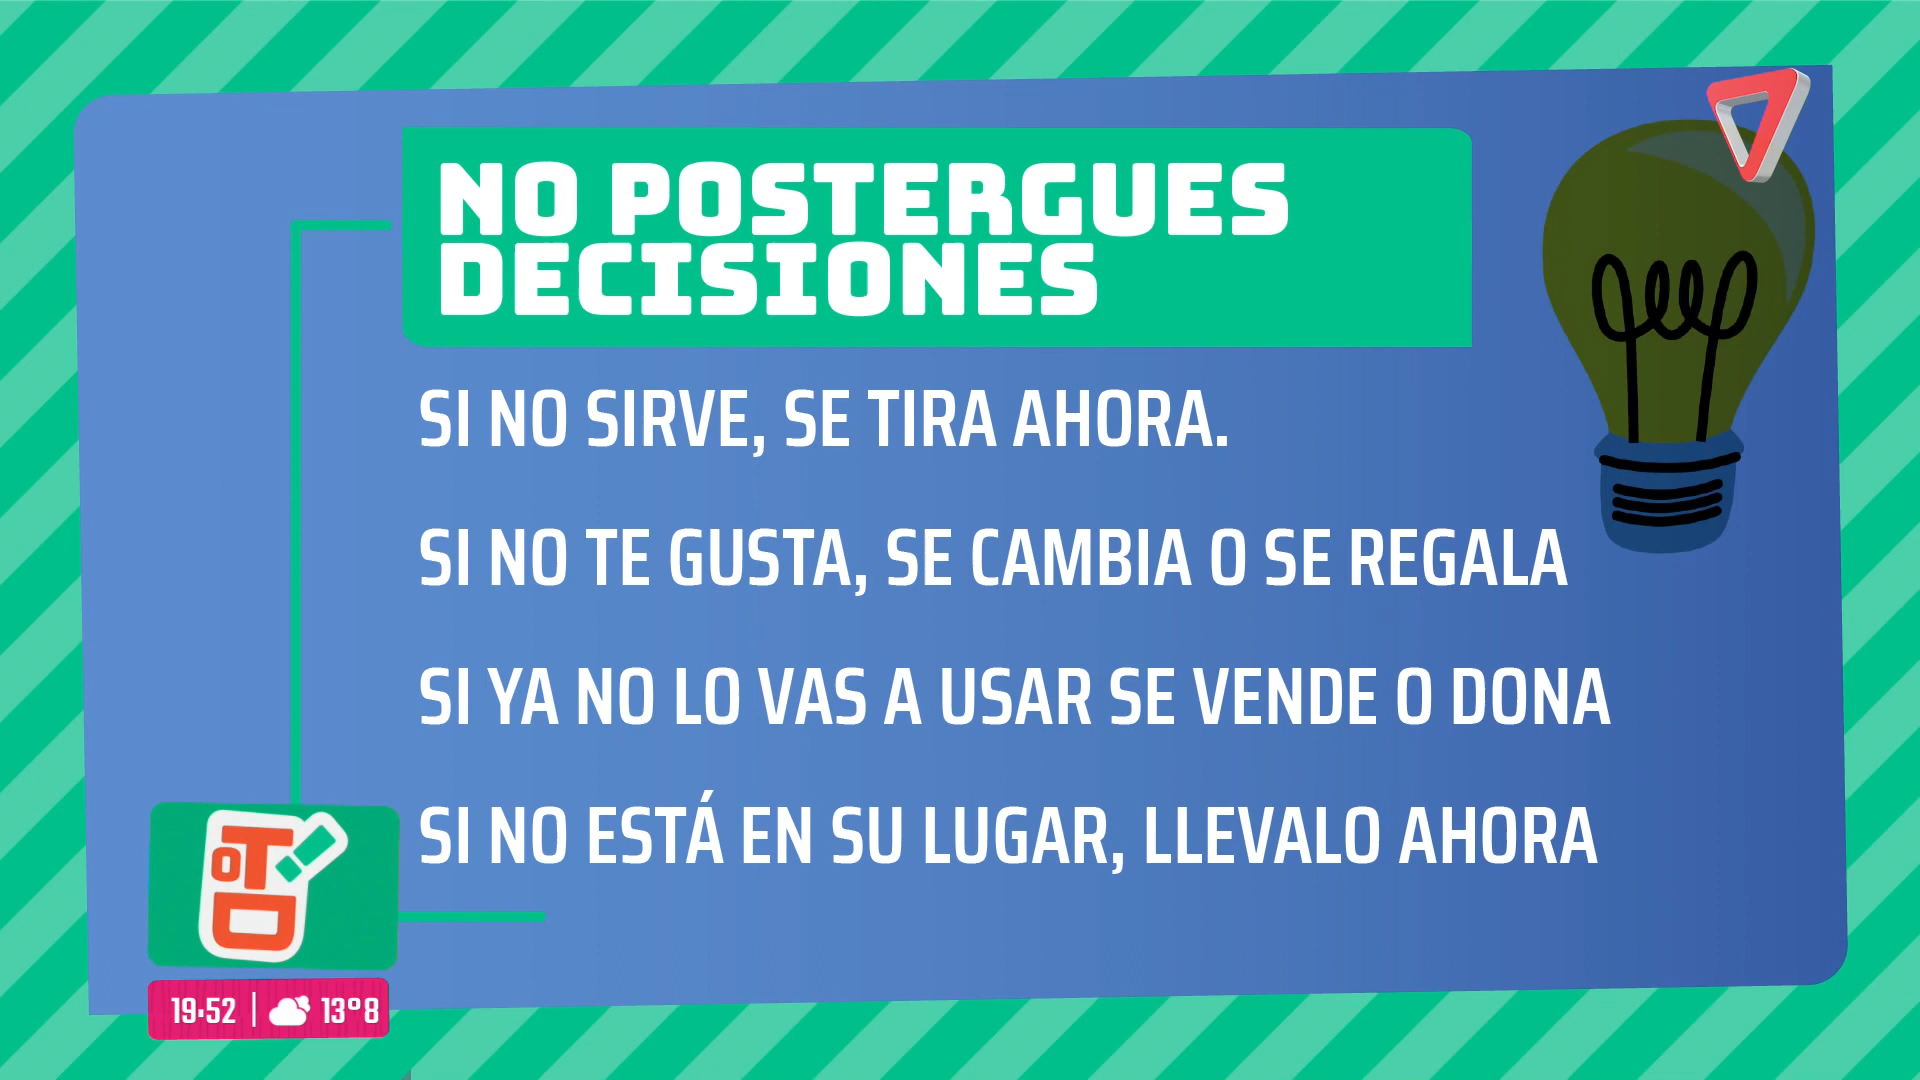 NO POSTERGUES
DECISIONES
SI NO SIRVE, SE TIRA AHORA.
SI NO TE GUSTA, SE CAMBIA O SE REGALA
SI YA NO LO VAS A USAR SE VENDE O DONA
SI NO ESTÁ EN SU LUGAR, LLEVALO AHORA
19:52 | 13°8